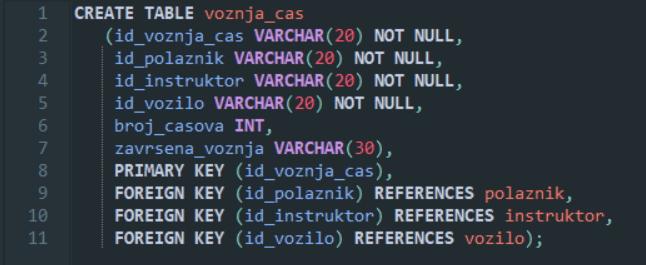 1 CREATE TABLE voznja_cas
2 (id_voznja_cas VARCHAR(20) NOT NULL,
3 id_polaznik VARCHAR(20) NOT NULL,
4 id_instruktor VARCHAR(20) NOT NULL,
5 id_vozilo VARCHAR(20) NOT NULL,
6 broj_casova INT,
7 zavrsena_voznja VARCHAR(30),
8 PRIMARY KEY (id_voznja_cas),
9 FOREIGN KEY (id_polaznik) REFERENCES polaznik,
10 FOREIGN KEY (id_instruktor) REFERENCES instruktor,
11 FOREIGN KEY (id_vozilo) REFERENCES vozilo);